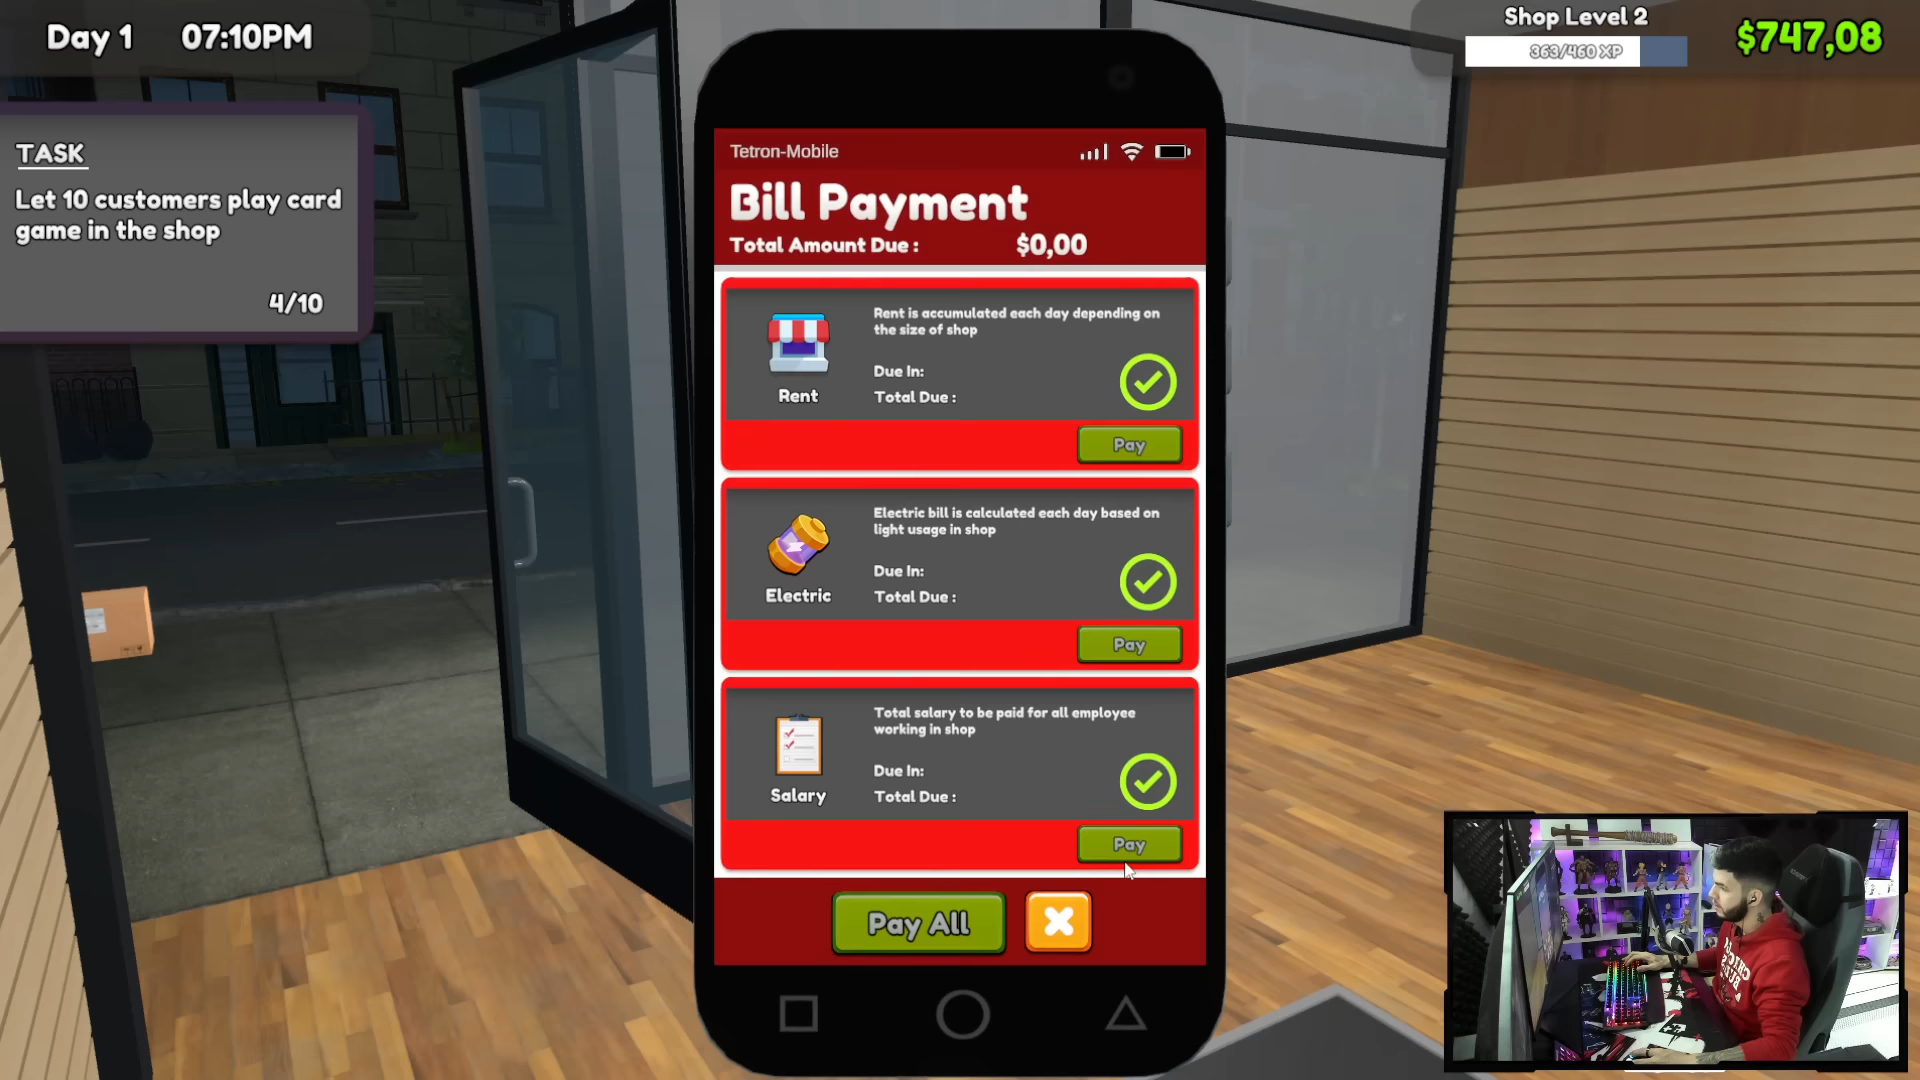 Day 1 07:10PM
Shop Level 2
363/460 XP
$747,08
TASK
Let 10 customers play card
game in the shop
4/10
Tetron-Mobile
Bill Payment
Total Amount Due : $0,00
Rent is accumulated each day depending on
the size of shop
Due In:
Total Due :
Rent
Pay
Electric bill is calculated each day based on
light usage in shop
Due In:
Total Due :
Electric
Pay
Total salary to be paid for all employee
working in shop
Due In:
Total Due :
Salary
Pay
Pay All